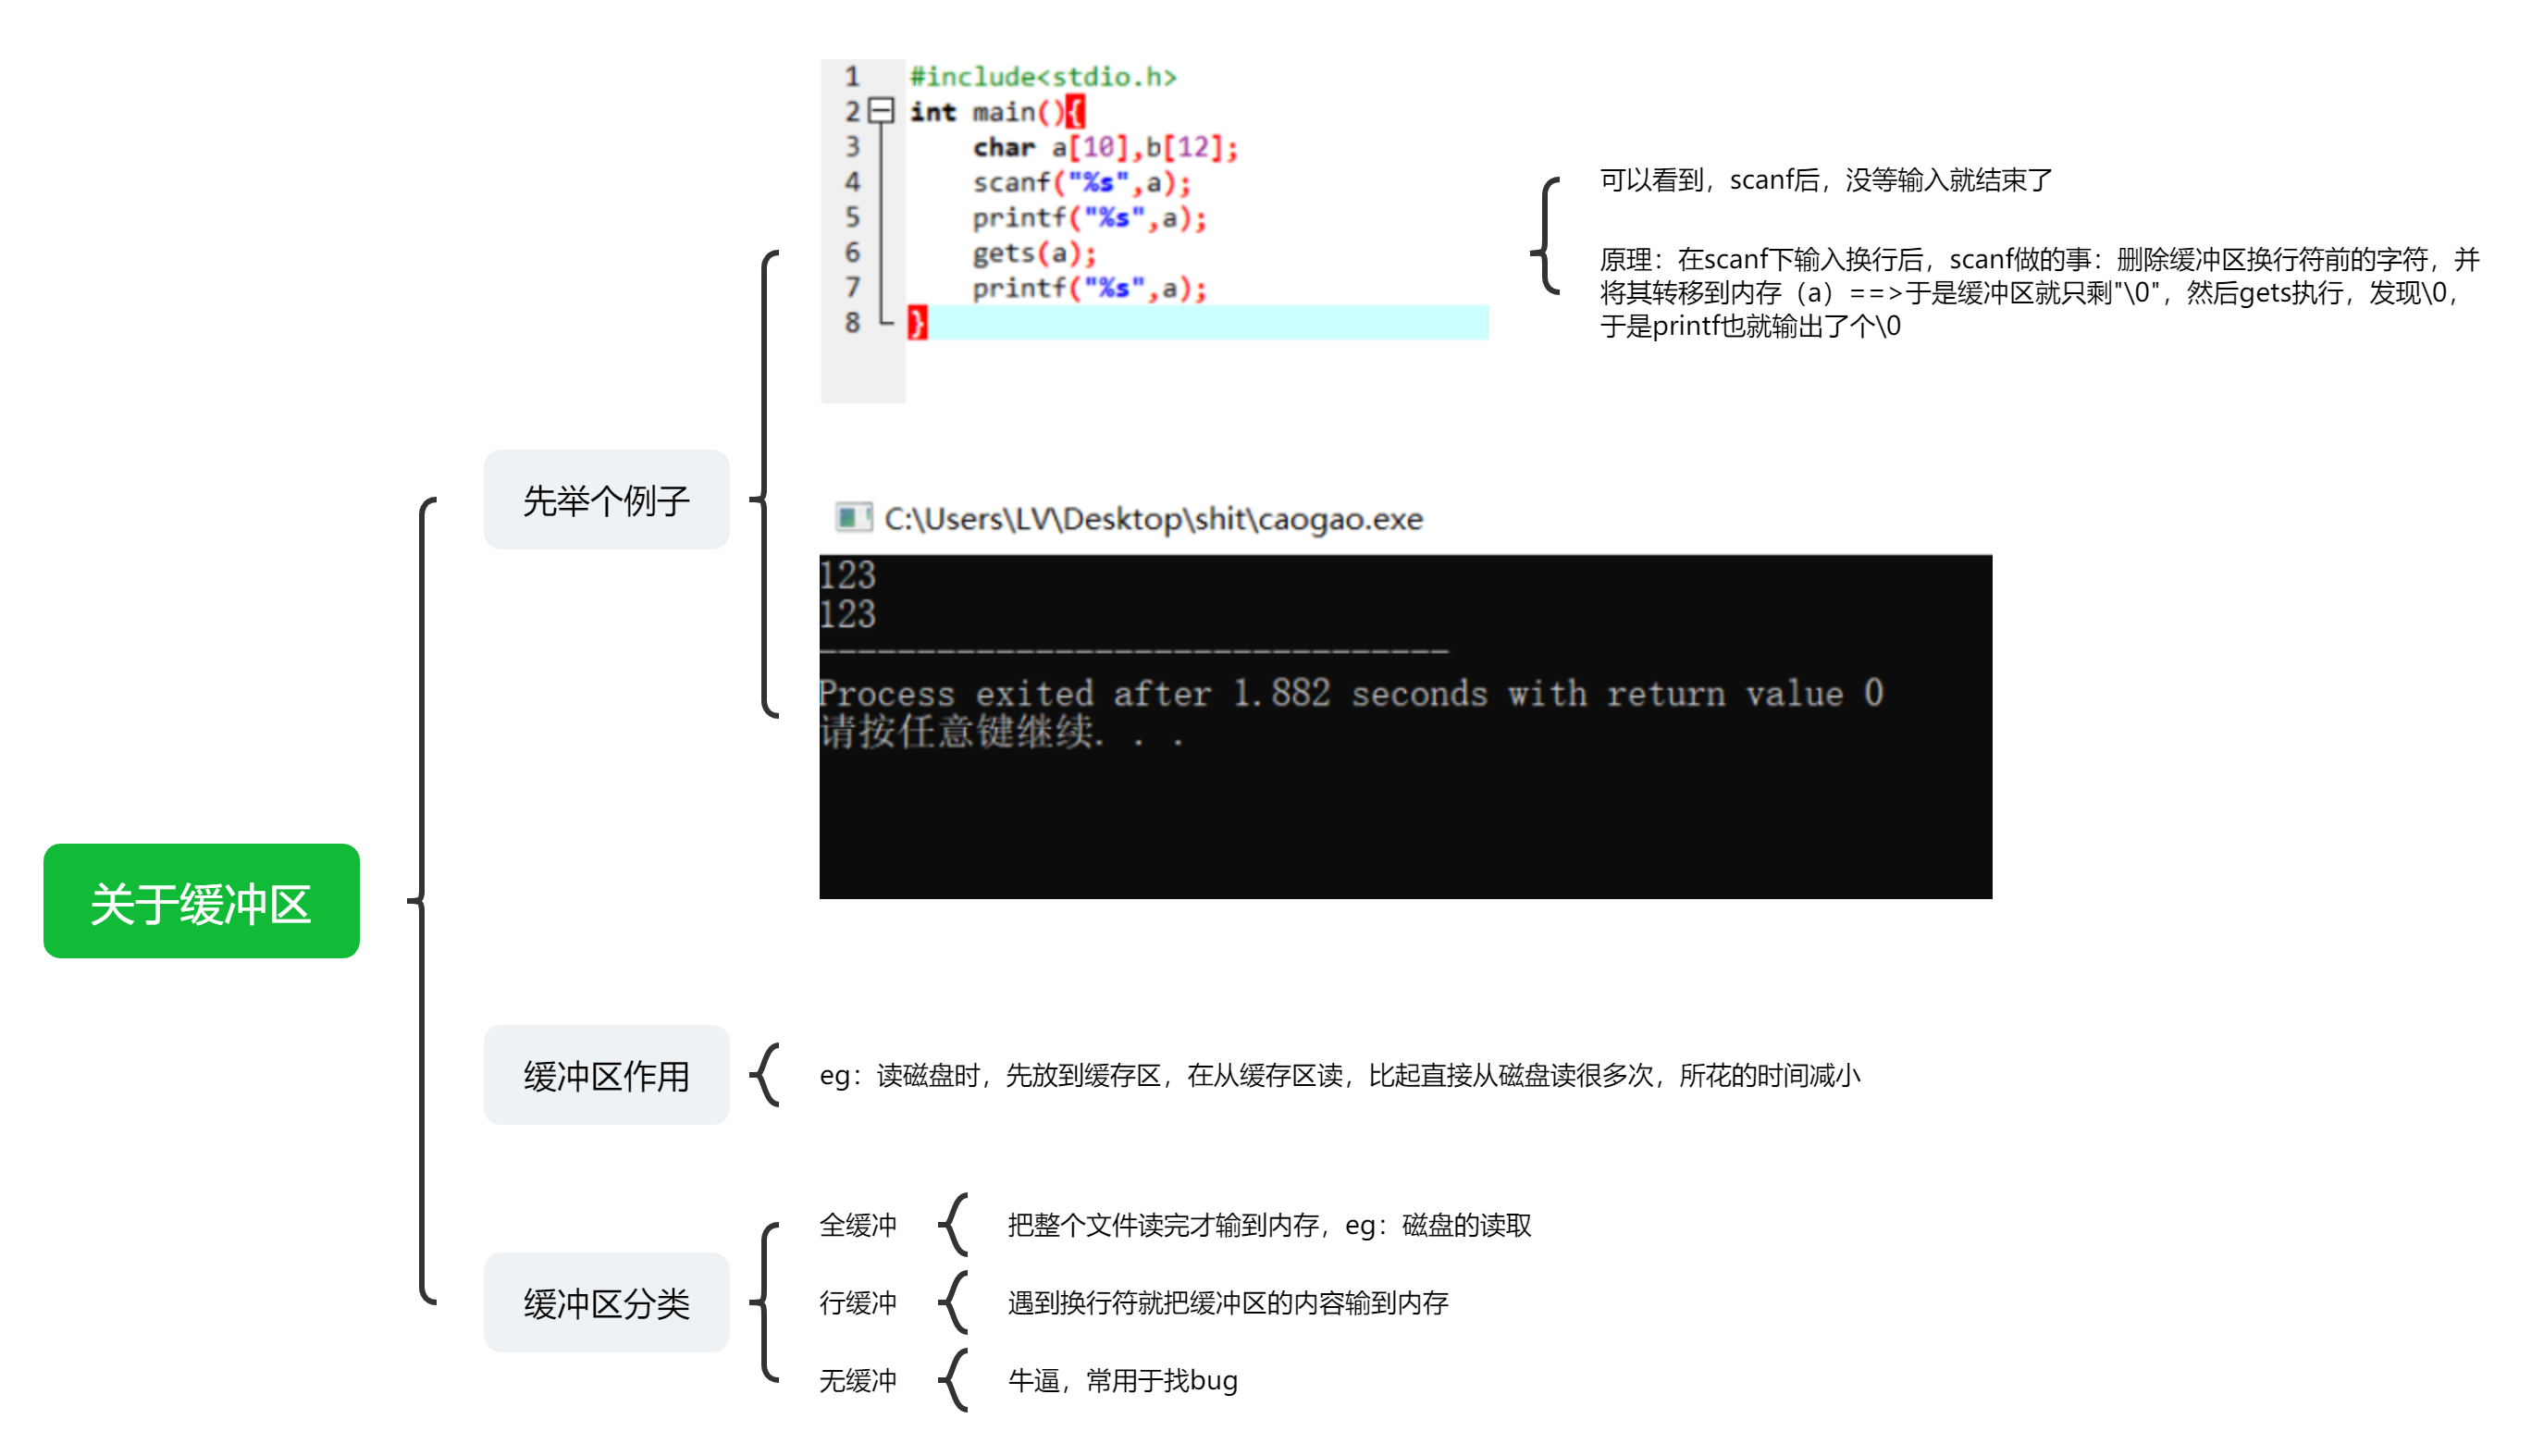 关于缓冲区
先举个例子
1 #include<stdio.h>
2 int main(){
3 char a[10],b[12];
4 scanf("%s",a);
5 printf("%s",a);
6 gets(a);
7 printf("%s",a);
8 }
可以看到，scanf后，没等输入就结束了
原理：在scanf下输入换行后，scanf做的事：删除缓冲区换行符前的字符，并
将其转移到内存（a）==>于是缓冲区就只剩"\0"，然后gets执行，发现\0，
于是printf也就输出了个\0
C:\Users\LV\Desktop\shit\caogao.exe
123
123
--------------------------------
Process exited after 1.882 seconds with return value 0
请按任意键继续. . .
缓冲区作用
eg：读磁盘时，先放到缓存区，在从缓存区读，比起直接从磁盘读很多次，所花的时间减小
缓冲区分类
全缓冲
把整个文件读完才输到内存，eg：磁盘的读取
行缓冲
遇到换行符就把缓冲区的内容输到内存
无缓冲
牛逼，常用于找bug